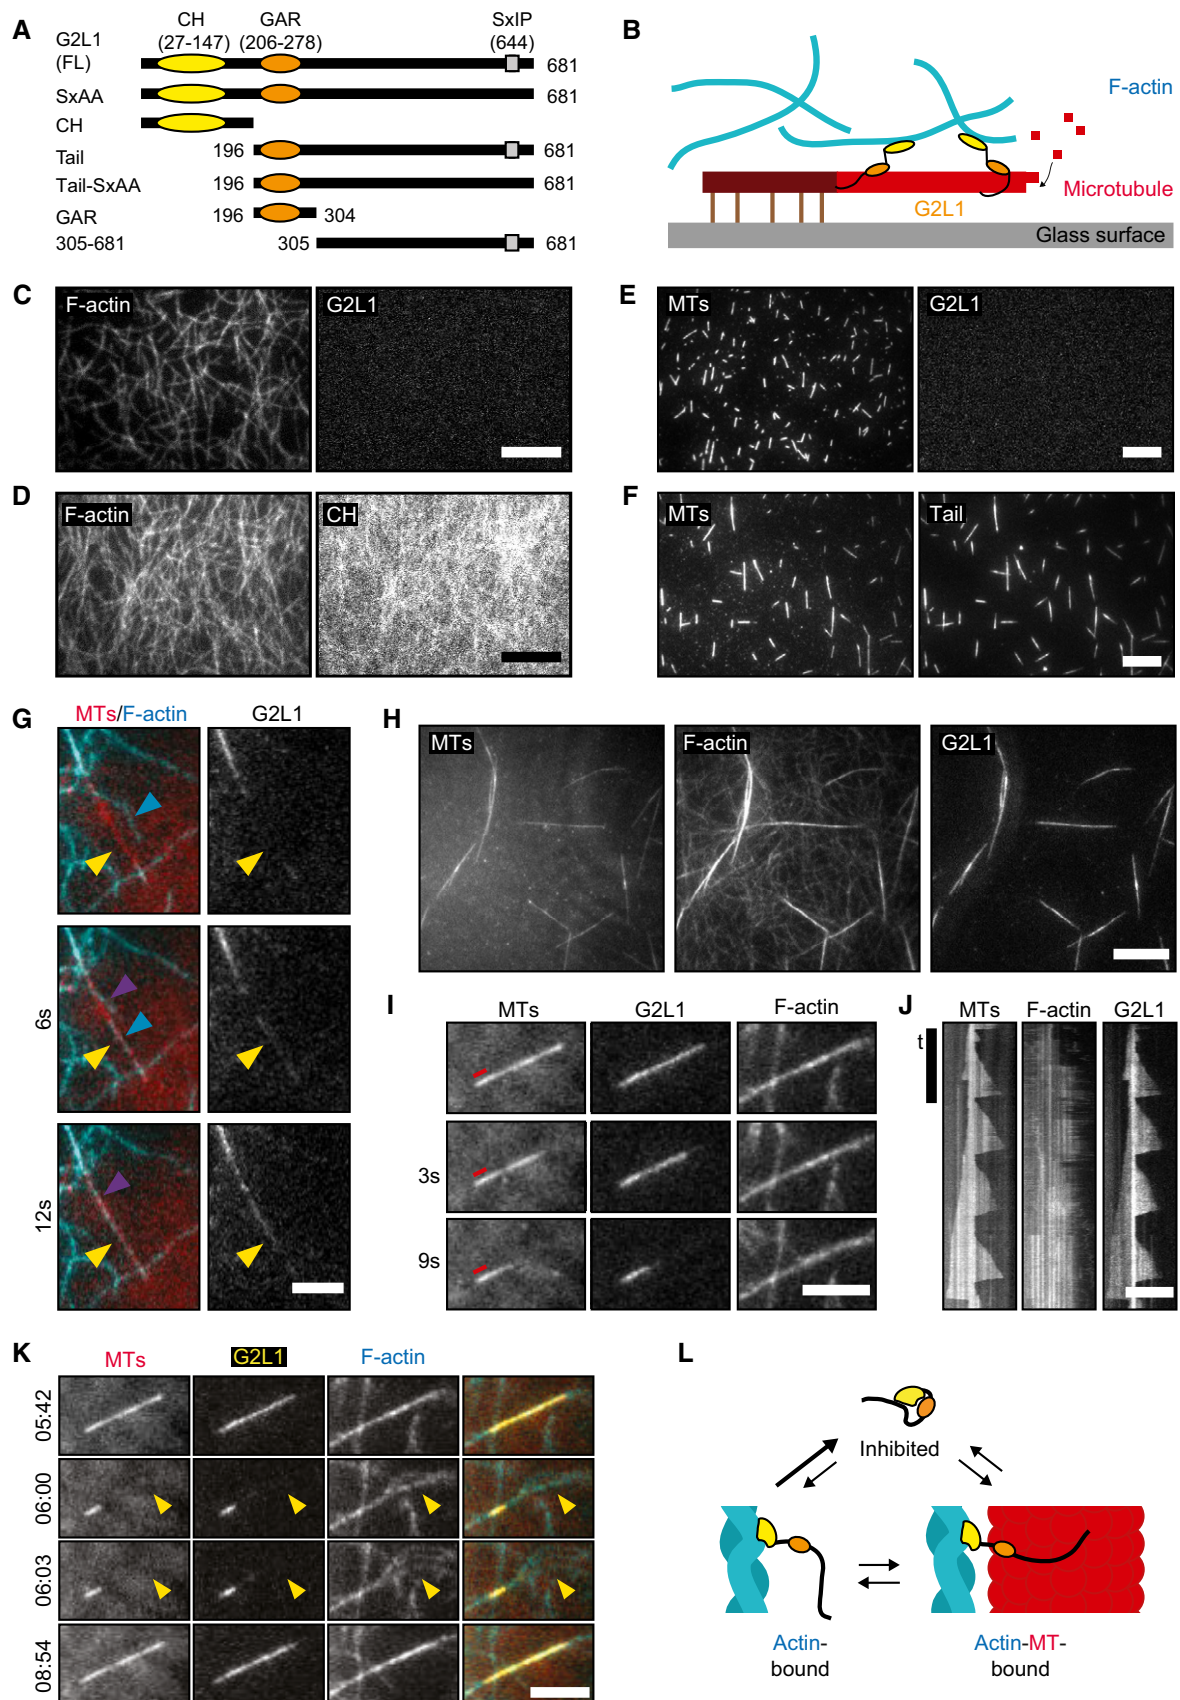 A
CH GAR SxIP
(27-147) (206-278) (644)
G2L1
(FL)
681
SxAA 681
CH
Tail 196 681
Tail-SxAA 196 681
GAR 196 304
305-681 305 681
B
F-actin
Microtubule
G2L1
Glass surface
C
F-actin G2L1
D
F-actin CH
E
MTs G2L1
F
MTs Tail
G
MTs/F-actin G2L1
6s
12s
H
MTs F-actin G2L1
I
MTs G2L1 F-actin
3s
9s
J
MTs F-actin G2L1
t
K
MTs G2L1 F-actin
05:42
06:00
06:03
08:54
L
Inhibited
Actin-
bound
Actin-MT-
bound